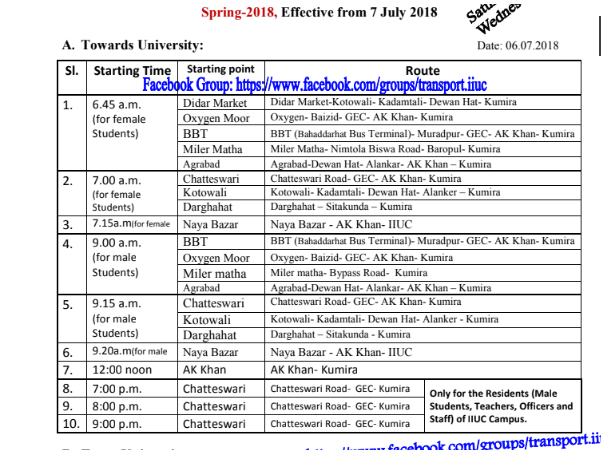 Spring-2018, Effective from 7 July 2018
A. Towards University:
Date: 06.07.2018
Sl. Starting Time Starting point Route
Facebook Group: https://www.facebook.com/groups/transport.iiuc
1. 6.45 a.m. Didar Market Didar Market-Kotowali- Kadamtali- Dewan Hat- Kumira
(for female Oxygen Moor Oxygen- Baizid- GEC- AK Khan- Kumira
Students) BBT BBT (Bahaddarhat Bus Terminal)- Muradpur- GEC- AK Khan- Kumira
Miler Matha Miler Matha- Nimtola Biswa Road- Baropul- Kumira
Agrabad Agrabad-Dewan Hat- Alankar- AK Khan – Kumira
2. 7.00 a.m. Chatteswari Chatteswari Road- GEC- AK Khan- Kumira
(for female Kotowali Kotowali- Kadamtali- Dewan Hat- Alanker – Kumira
Students) Darghahat Darghahat – Sitakunda – Kumira
3. 7.15a.m(for female Naya Bazar Naya Bazar - AK Khan- IIUC
4. 9.00 a.m. BBT BBT (Bahaddarhat Bus Terminal)- Muradpur- GEC- AK Khan- Kumira
(for male Oxygen Moor Oxygen- Baizid- GEC- AK Khan- Kumira
Students) Miler matha Miler matha- Bypass Road- Kumira
Agrabad Agrabad-Dewan Hat- Alankar- AK Khan – Kumira
5. 9.15 a.m. Chatteswari Chatteswari Road- GEC- AK Khan- Kumira
(for male Kotowali Kotowali- Kadamtali- Dewan Hat- Alanker - Kumira
Students) Darghahat Darghahat – Sitakunda - Kumira
6. 9.20a.m(for male Naya Bazar Naya Bazar - AK Khan- IIUC
7. 12:00 noon AK Khan AK Khan- Kumira
8. 7:00 p.m. Chatteswari Chatteswari Road- GEC- Kumira
9. 8:00 p.m. Chatteswari Chatteswari Road- GEC- Kumira
10. 9:00 p.m. Chatteswari Chatteswari Road- GEC- Kumira
Only for the Residents (Male
Students, Teachers, Officers and
Staff) of IIUC Campus.